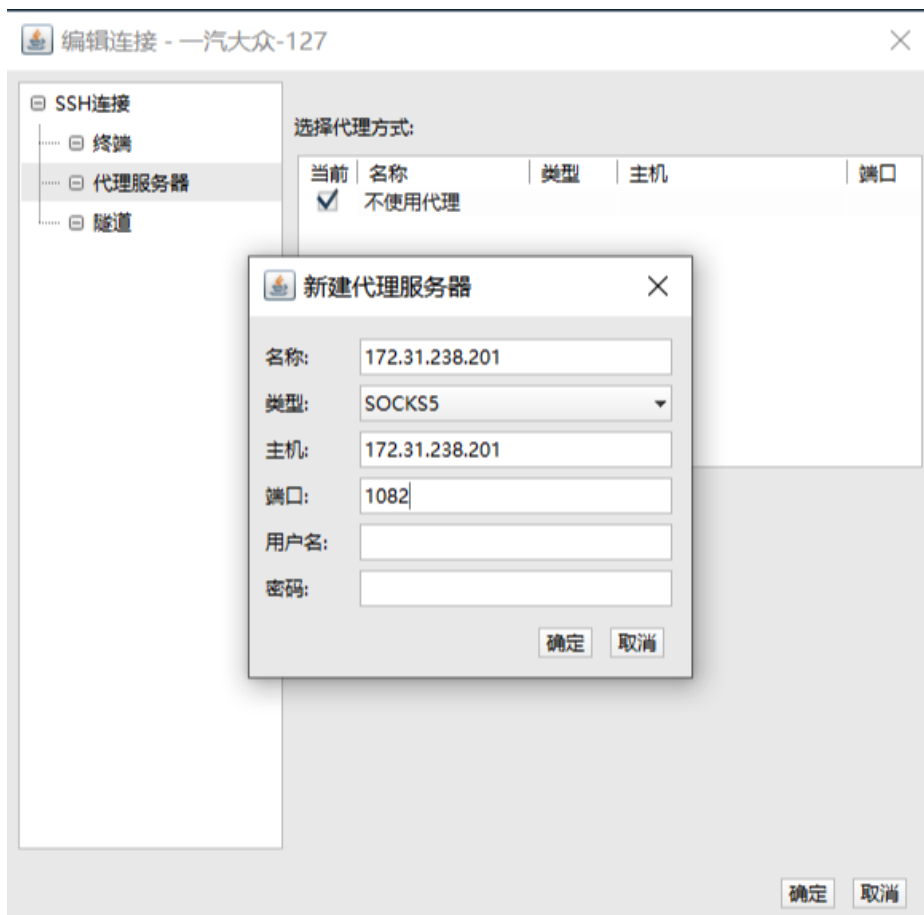 编辑连接 - 一汽大众-127
SSH连接
终端
代理服务器
隧道
选择代理方式:
当前 名称 类型 主机 端口
不使用代理
新建代理服务器
名称: 172.31.238.201
类型: SOCKS5
主机: 172.31.238.201
端口: 1082
用户名:
密码:
确定 取消
确定 取消